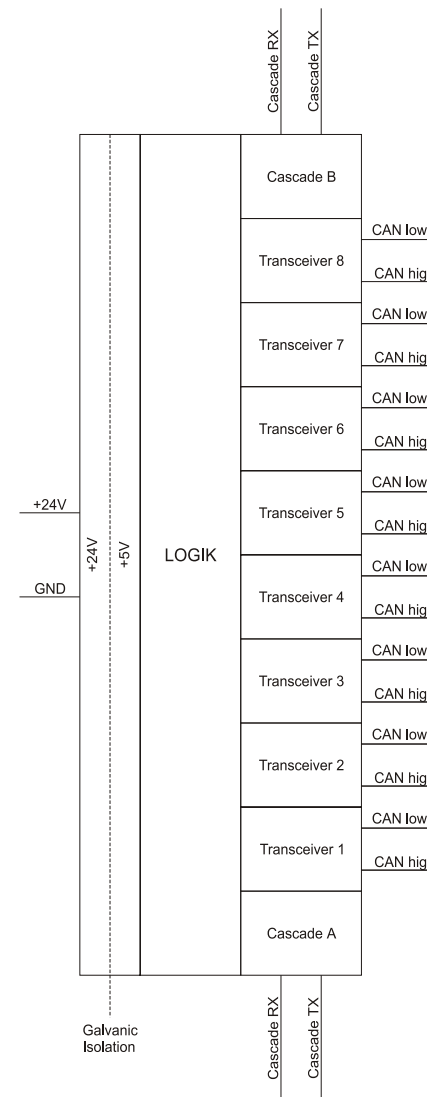 Cascade RX
Cascade TX
Cascade B
CAN low
Transceiver 8
CAN hig
CAN low
Transceiver 7
CAN hig
CAN low
Transceiver 6
CAN hig
CAN low
Transceiver 5
CAN hig
CAN low
Transceiver 4
CAN hig
CAN low
Transceiver 3
CAN hig
CAN low
Transceiver 2
CAN hig
CAN low
Transceiver 1
CAN hig
Cascade A
+24V
GND
+24V
+5V
LOGIK
Cascade RX
Cascade TX
Galvanic
Isolation